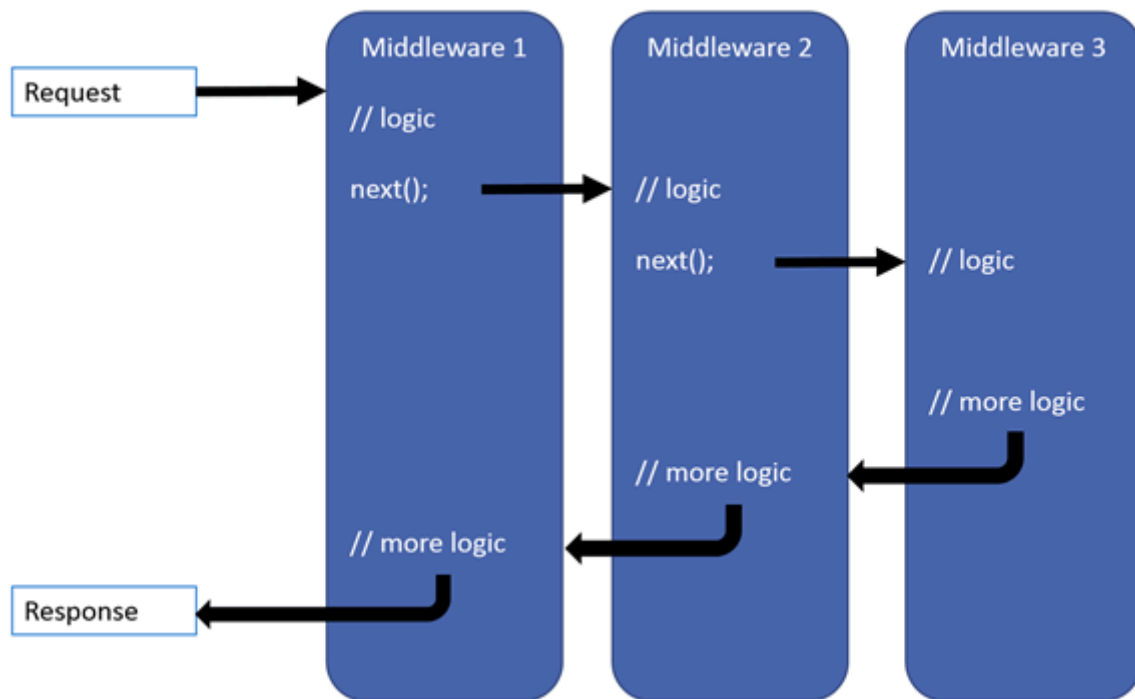 Middleware 1
Middleware 2
Middleware 3
Request
// logic
next();
// logic
next();
// logic
// more logic
// more logic
// more logic
Response